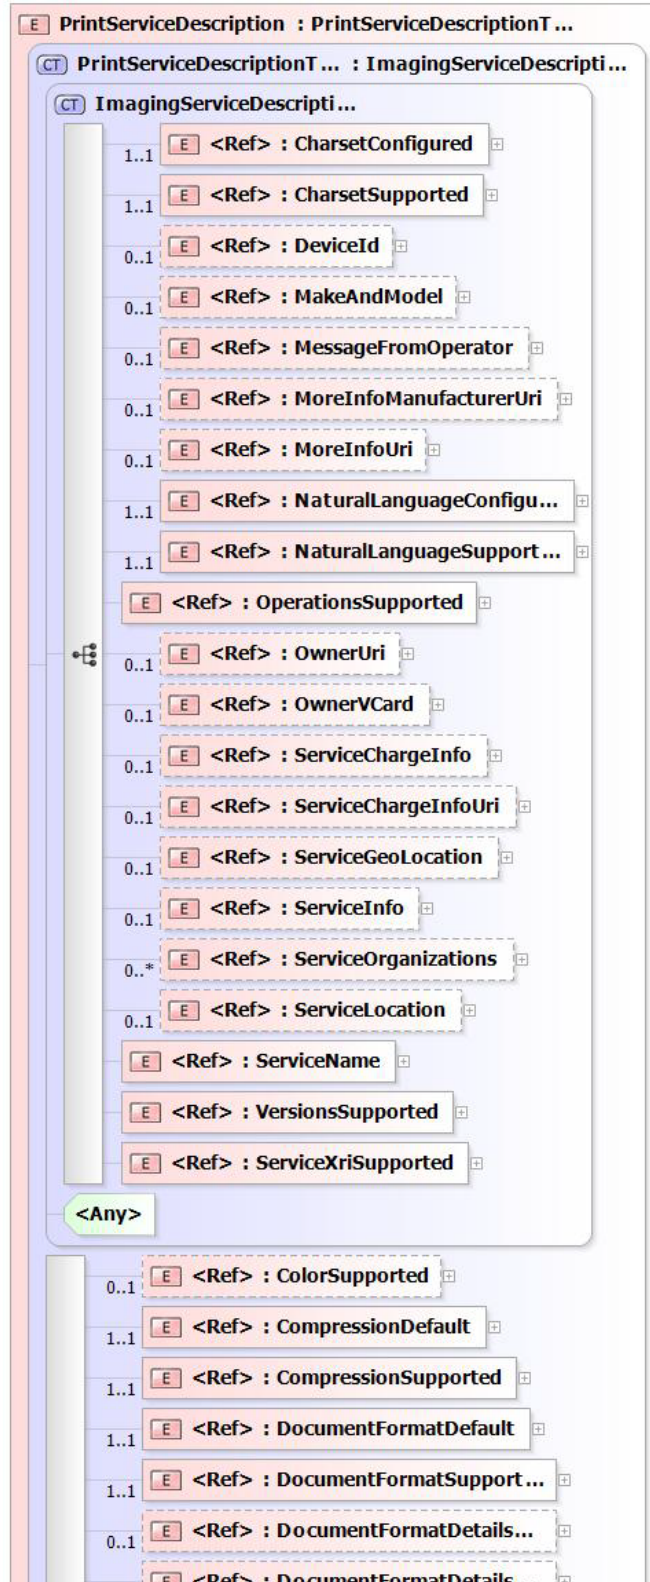 E PrintServiceDescription : PrintServiceDescriptionT...
CT PrintServiceDescriptionT... : ImagingServiceDescripti...
CT ImagingServiceDescripti...
1..1 E <Ref> : CharsetConfigured
1..1 E <Ref> : CharsetSupported
0..1 E <Ref> : DeviceId
0..1 E <Ref> : MakeAndModel
0..1 E <Ref> : MessageFromOperator
0..1 E <Ref> : MoreInfoManufacturerUri
0..1 E <Ref> : MoreInfoUri
1..1 E <Ref> : NaturalLanguageConfigu...
1..1 E <Ref> : NaturalLanguageSupport...
E <Ref> : OperationsSupported
0..1 E <Ref> : OwnerUri
0..1 E <Ref> : OwnerVCard
0..1 E <Ref> : ServiceChargeInfo
0..1 E <Ref> : ServiceChargeInfoUri
0..1 E <Ref> : ServiceGeoLocation
0..1 E <Ref> : ServiceInfo
0..* E <Ref> : ServiceOrganizations
0..1 E <Ref> : ServiceLocation
E <Ref> : ServiceName
E <Ref> : VersionsSupported
E <Ref> : ServiceXriSupported
<Any>
0..1 E <Ref> : ColorSupported
1..1 E <Ref> : CompressionDefault
1..1 E <Ref> : CompressionSupported
1..1 E <Ref> : DocumentFormatDefault
1..1 E <Ref> : DocumentFormatSupport...
0..1 E <Ref> : DocumentFormatDetails...
E <Ref> : DocumentFormatDetails...